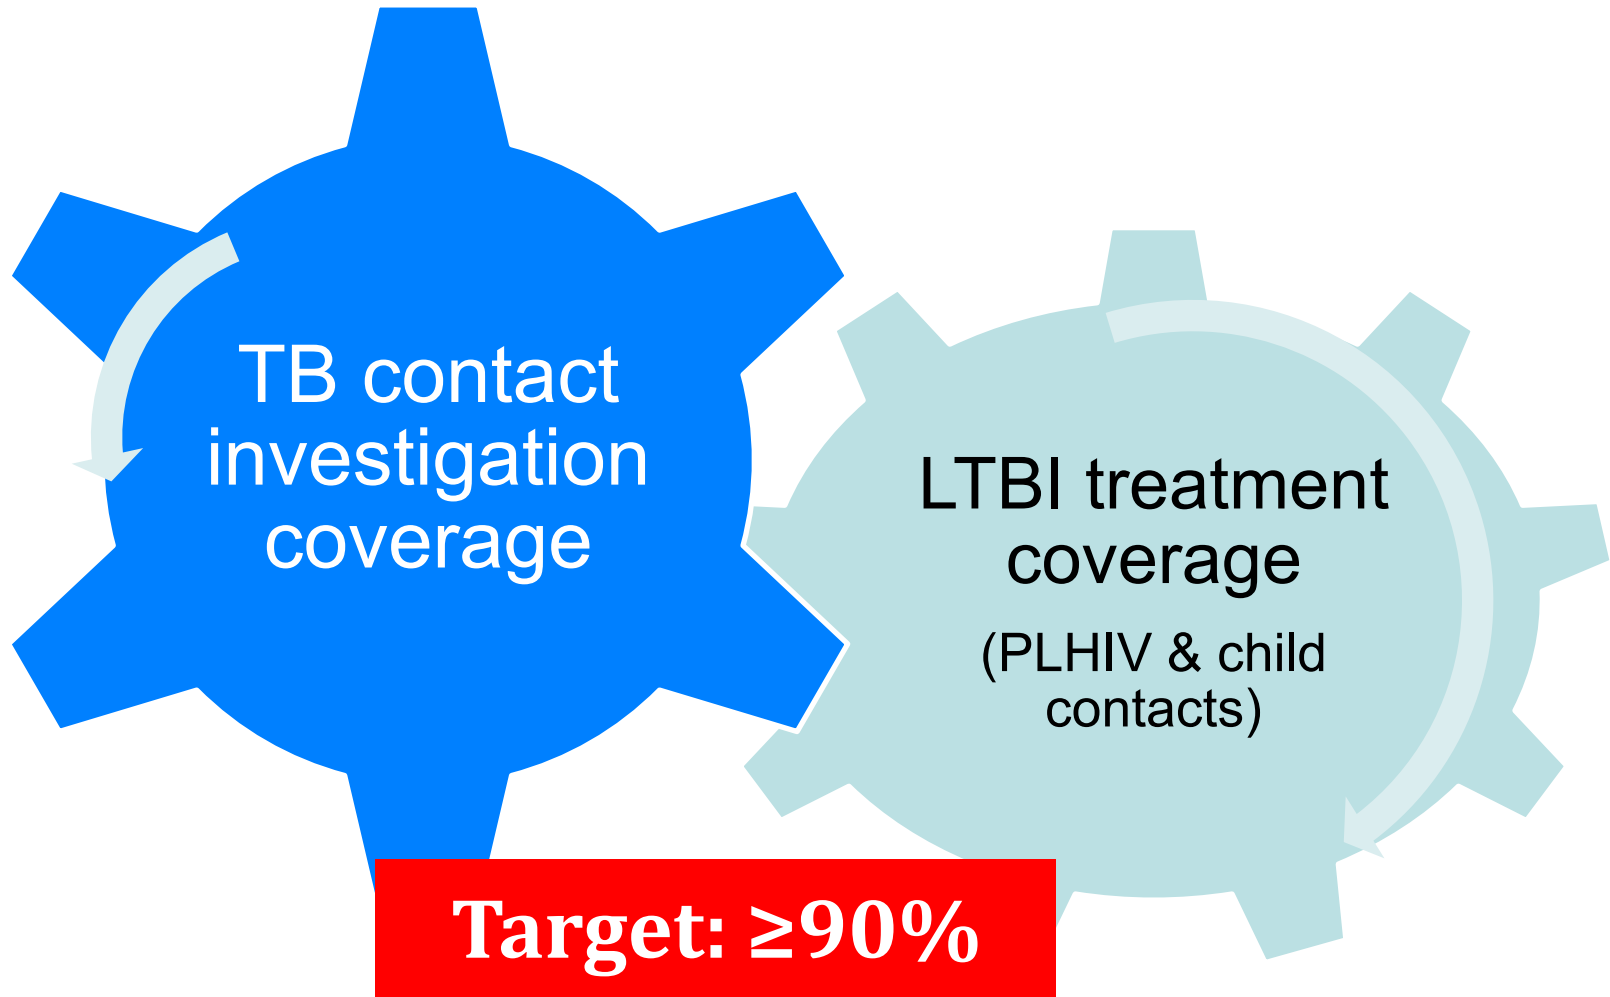 TB contact
investigation
coverage
LTBI treatment
coverage
(PLHIV & child
contacts)
Target: ≥90%